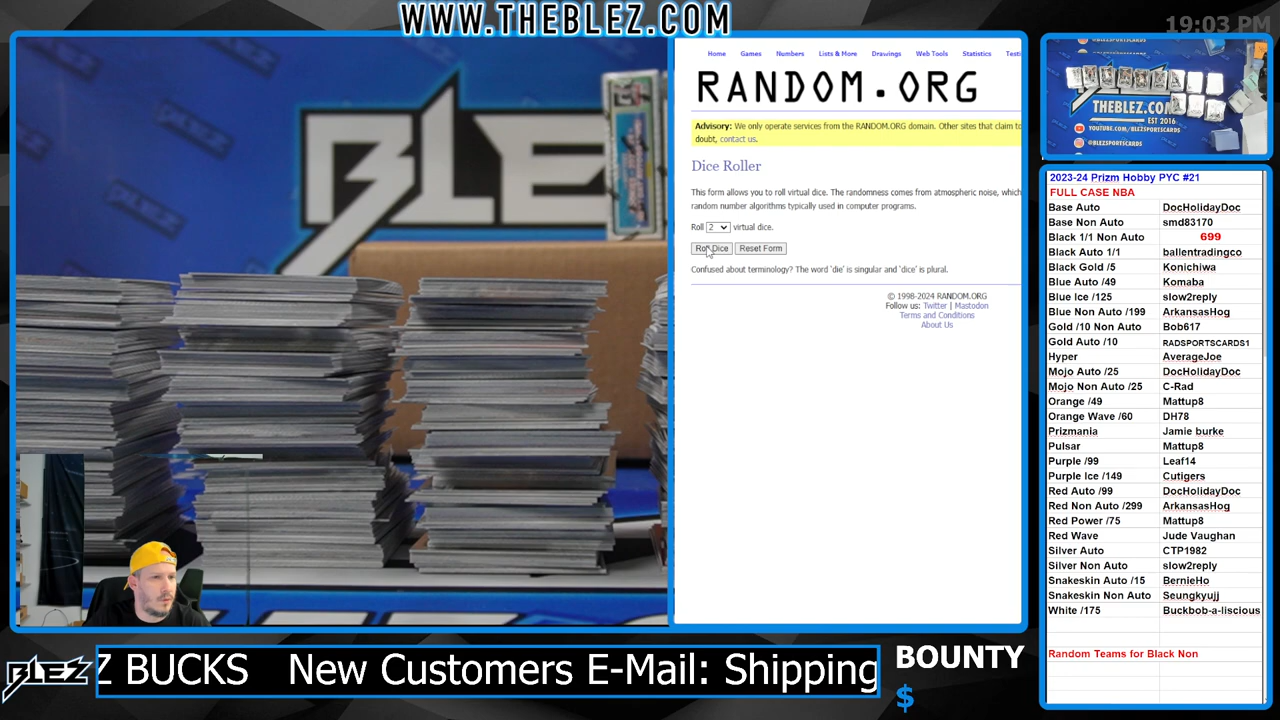 WWW.THEBLEZ.COM
19:03 PM
BLEZ
Home Games Numbers Lists & More Drawings Web Tools Statistics Testi
RANDOM.ORG
Advisory: We only operate services from the RANDOM.ORG domain. Other sites that claim to
doubt, contact us.
Dice Roller
This form allows you to roll virtual dice. The randomness comes from atmospheric noise, which
random number algorithms typically used in computer programs.
Roll 2 virtual dice.
Roll Dice Reset Form
Confused about terminology? The word 'die' is singular and 'dice' is plural.
© 1998-2024 RANDOM.ORG
Follow us: Twitter | Mastodon
Terms and Conditions
About Us
THEBLEZ.COM
EST 2016
YOUTUBE.COM/BLEZSPORTSCARDS
@BLEZSPORTSCARDS
2023-24 Prizm Hobby PYC #21
FULL CASE NBA
Base Auto DocHolidayDoc
Base Non Auto smd83170
Black 1/1 Non Auto 699
Black Auto 1/1 ballentradingco
Black Gold /5 Konichiwa
Blue Auto /49 Komaba
Blue Ice /125 slow2reply
Blue Non Auto /199 ArkansasHog
Gold /10 Non Auto Bob617
Gold Auto /10 RADSPORTSCARDS1
Hyper AverageJoe
Mojo Auto /25 DocHolidayDoc
Mojo Non Auto /25 C-Rad
Orange /49 Mattup8
Orange Wave /60 DH78
Prizmania Jamie burke
Pulsar Mattup8
Purple /99 Leaf14
Purple Ice /149 Cutigers
Red Auto /99 DocHolidayDoc
Red Non Auto /299 ArkansasHog
Red Power /75 Mattup8
Red Wave Jude Vaughan
Silver Auto CTP1982
Silver Non Auto slow2reply
Snakeskin Auto /15 BernieHo
Snakeskin Non Auto Seungkyujj
White /175 Buckbob-a-liscious
Random Teams for Black Non
BLEZ
Z BUCKS New Customers E-Mail: Shipping
BOUNTY
$